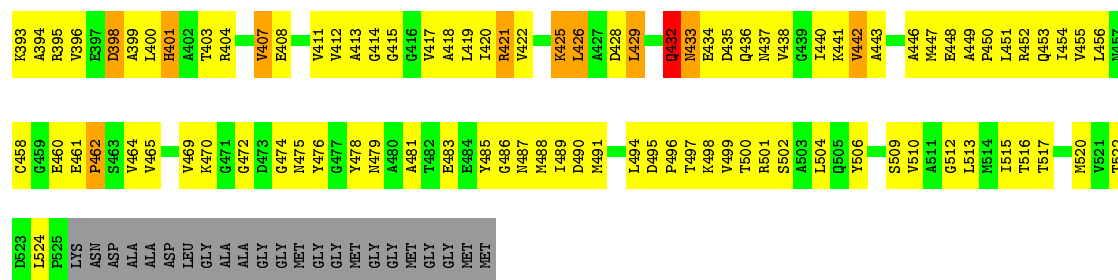 K393 A394 R395 V396 E397 D398 A399 L400 H401 A402 T403 R404 V407 E408 V411 V412 A413 G414 G415 G416 V417 A418 L419 I420 R421 V422 K425 L426 A427 D428 L429 Q432 N433 E434 D435 Q436 N437 V438 G439 I440 K441 V442 A443 A446 M447 E448 A449 P450 L451 R452 Q453 I454 V455 L456 N457
C458 G459 E460 E461 P462 S463 V464 V465 V469 K470 G471 G472 D473 G474 N475 Y476 G477 Y478 N479 A480 A481 T482 E483 E484 Y485 G486 N487 M488 I489 D490 M491 L494 D495 P496 T497 K498 V499 T500 R501 S502 A503 L504 Q505 Y506 S509 V510 A511 G512 L513 M514 I515 T516 T517 M520 V521 T522
D523 L524 P525 LYS ASN ASP ALA ALA ASP LEU GLY ALA ALA GLY GLY MET GLY GLY MET GLY GLY MET MET